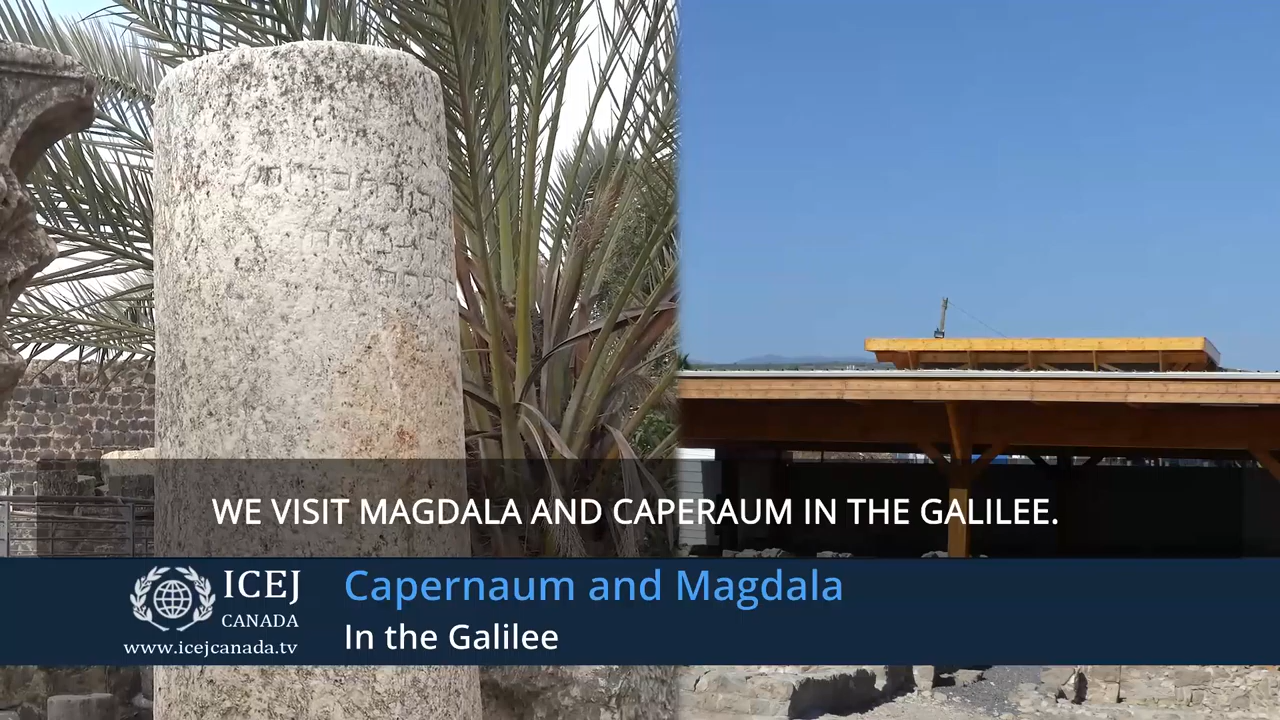 WE VISIT MAGDALA AND CAPERAUM IN THE GALILEE.
ICEJ
CANADA
www.icejcanada.tv
Capernaum and Magdala
In the Galilee